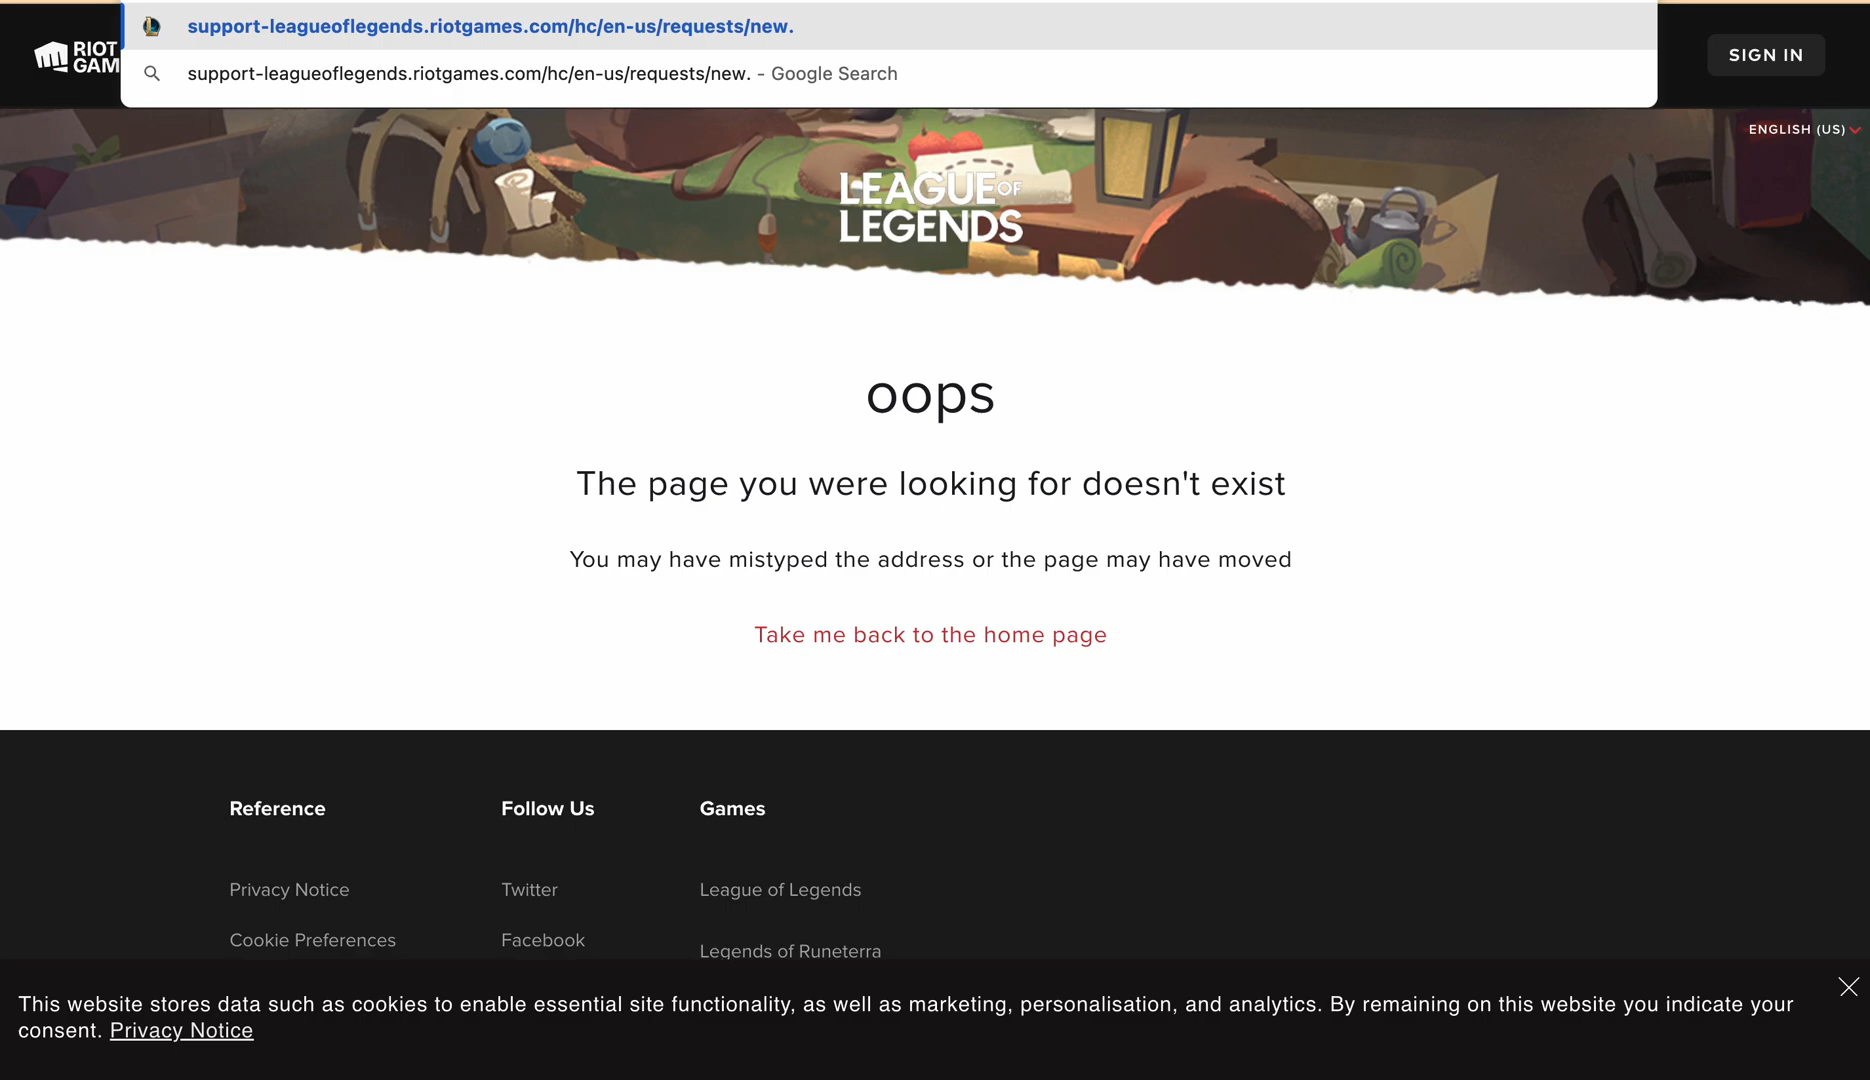 support-leagueoflegends.riotgames.com/hc/en-us/requests/new.
support-leagueoflegends.riotgames.com/hc/en-us/requests/new. - Google Search
RIOT
GAM
SIGN IN
ENGLISH (US)
LEAGUE OF
LEGENDS
oops
The page you were looking for doesn't exist
You may have mistyped the address or the page may have moved
Take me back to the home page
Reference
Follow Us
Games
Privacy Notice
Twitter
League of Legends
Cookie Preferences
Facebook
Legends of Runeterra
This website stores data such as cookies to enable essential site functionality, as well as marketing, personalisation, and analytics. By remaining on this website you indicate your
consent. Privacy Notice